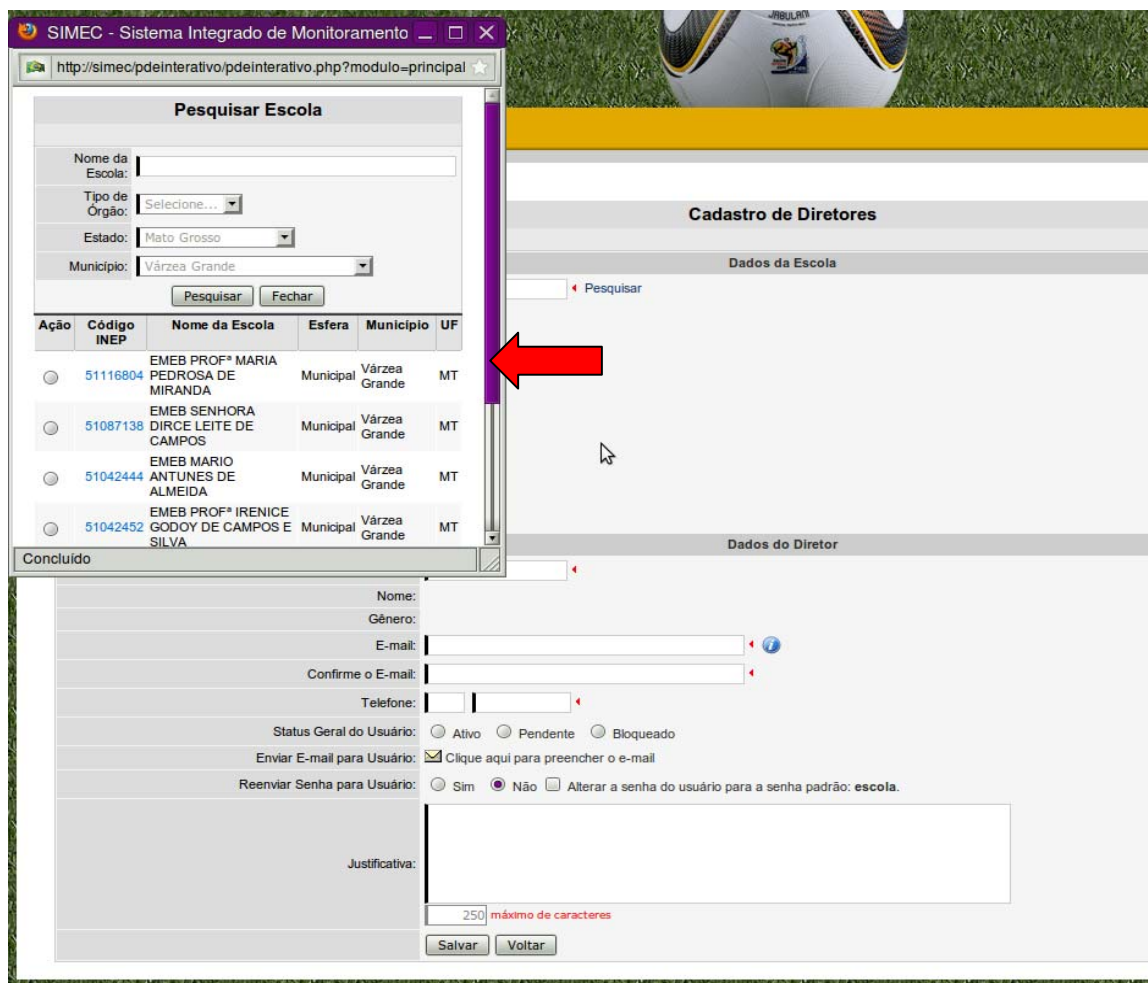 JABULANI
SIMEC - Sistema Integrado de Monitoramento
http://simec/pdeinterativo/pdeinterativo.php?modulo=principal
Pesquisar Escola
Nome da
Escola:
Tipo de
Órgão:
Selecione...
Estado: Mato Grosso
Município: Várzea Grande
Pesquisar Fechar
Ação Código Nome da Escola Esfera Município UF
INEP
EMEB PROFª MARIA
51116804 PEDROSA DE Municipal Várzea Grande MT
MIRANDA
EMEB SENHORA
51087138 DIRCE LEITE DE Municipal Várzea Grande MT
CAMPOS
EMEB MARIO
51042444 ANTUNES DE Municipal Várzea Grande MT
ALMEIDA
EMEB PROFª IRENICE
51042452 GODOY DE CAMPOS E Municipal Várzea Grande MT
SILVA
Concluído
Cadastro de Diretores
Dados da Escola
Pesquisar
Dados do Diretor
Nome:
Gênero:
E-mail:
Confirme o E-mail:
Telefone:
Status Geral do Usuário: Ativo Pendente Bloqueado
Enviar E-mail para Usuário: Clique aqui para preencher o e-mail
Reenviar Senha para Usuário: Sim Não Alterar a senha do usuário para a senha padrão: escola.
Justificativa:
250 máximo de caracteres
Salvar Voltar